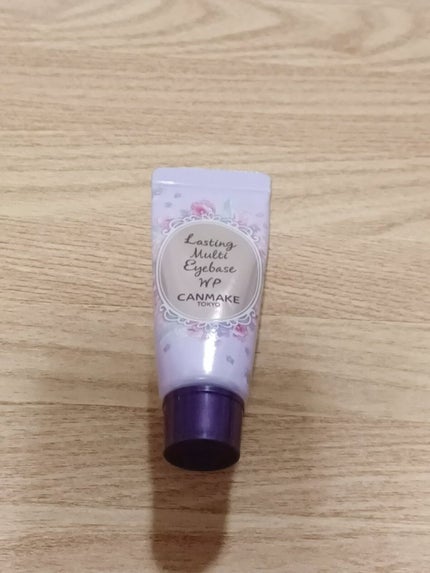 Lasting
Multi
Eyebase
WP
CANMAKE
TOKYO